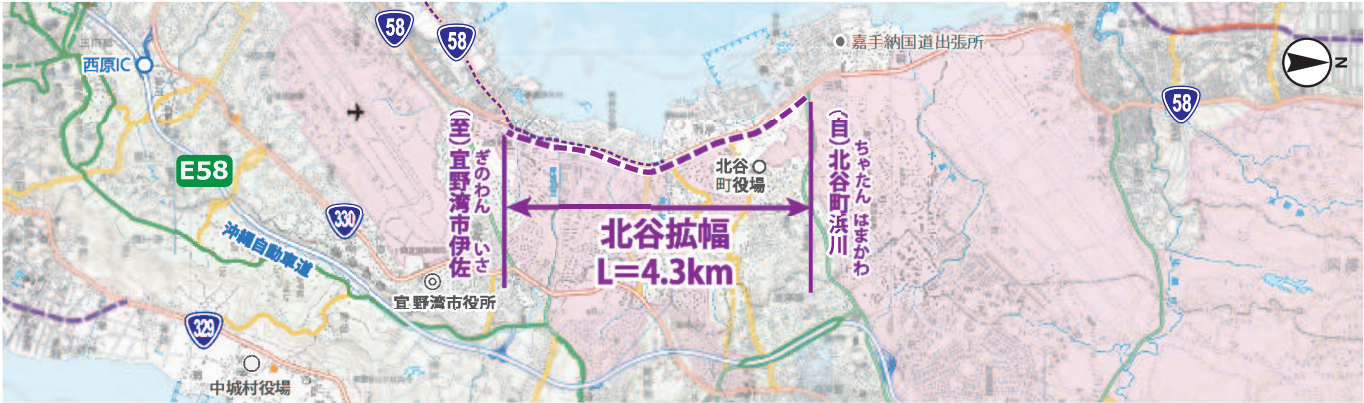 58
58
嘉手納国道出張所
N
58
西原IC
E58
330
沖縄自動車道
329
中城村役場
宜野湾市役所
(至)宜野湾市伊佐
ぎのわん いさ
北谷
町役場
北谷拡幅
L=4.3km
(自)北谷町浜川
ちゃたん はまかわ